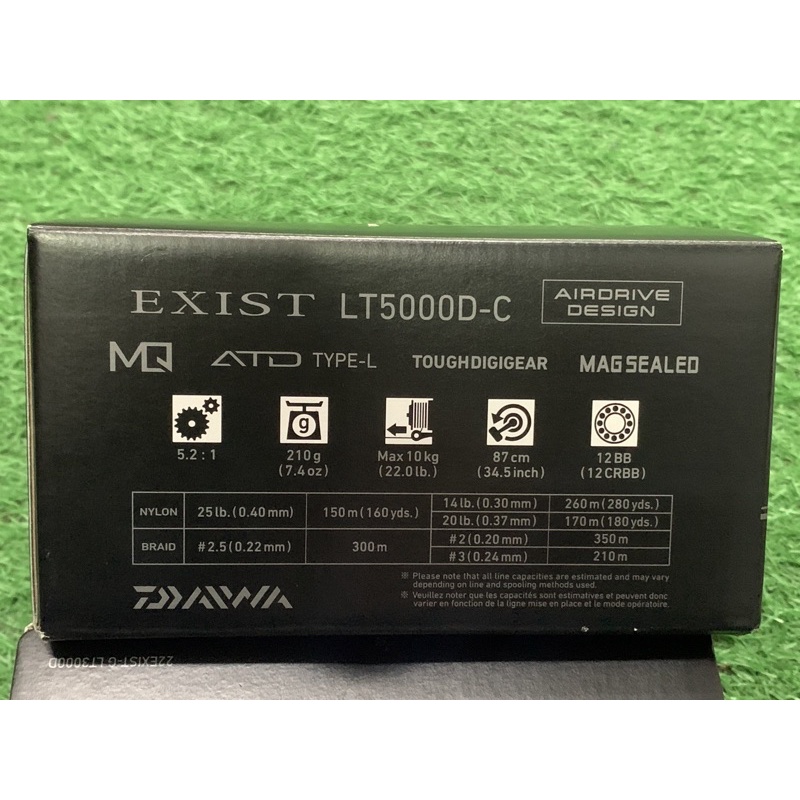 EXIST LT5000D-C AIRDRIVE DESIGN
MQ ATD TYPE-L TOUGHDIGIGEAR MAGSEALED
g
5.2 : 1 210g (7.4oz) Max 10kg (22.0lb.) 87cm (34.5inch) 12BB (12CRBB)
NYLON 25lb.(0.40mm) 150m(160yds.) 14lb.(0.30mm) 260m(280yds.)
20lb.(0.37mm) 170m(180yds.)
BRAID #2.5(0.22mm) 300m #2(0.20mm) 350m
#3(0.24mm) 210m
※ Please note that all line capacities are estimated and may vary
depending on line and spooling methods used.
※ Veuillez noter que les capacités sont estimatives et peuvent donc
varier en fonction de la ligne mise en place et le mode opératoire.
DAIWA
22EXIST-G LT3000D